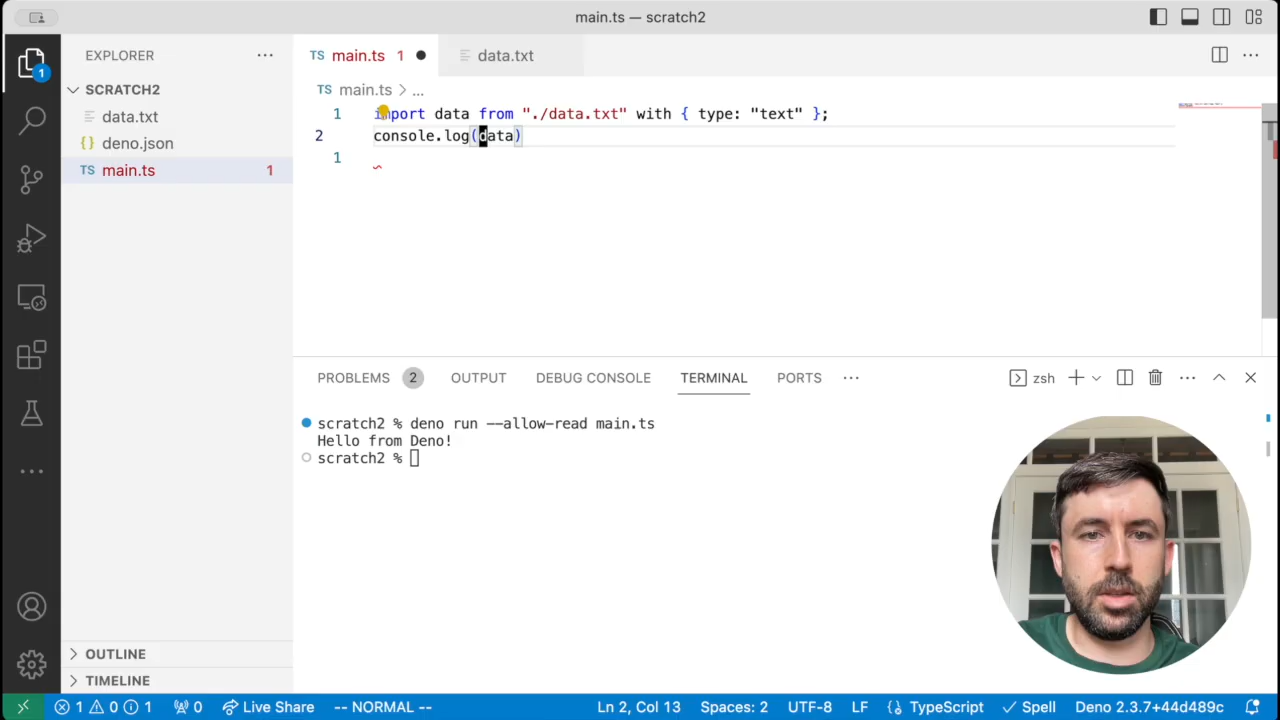 main.ts — scratch2
EXPLORER
SCRATCH2
data.txt
{} deno.json
TS main.ts 1
OUTLINE
TIMELINE
1
TS main.ts 1
data.txt
TS main.ts > ...
1 import data from "./data.txt" with { type: "text" };
2 console.log(data)
1
PROBLEMS 2 OUTPUT DEBUG CONSOLE TERMINAL PORTS
zsh
scratch2 % deno run --allow-read main.ts
Hello from Deno!
scratch2 %
1 0 1 0 Live Share -- NORMAL -- Ln 2, Col 13 Spaces: 2 UTF-8 LF {} TypeScript Spell Deno 2.3.7+44d489c